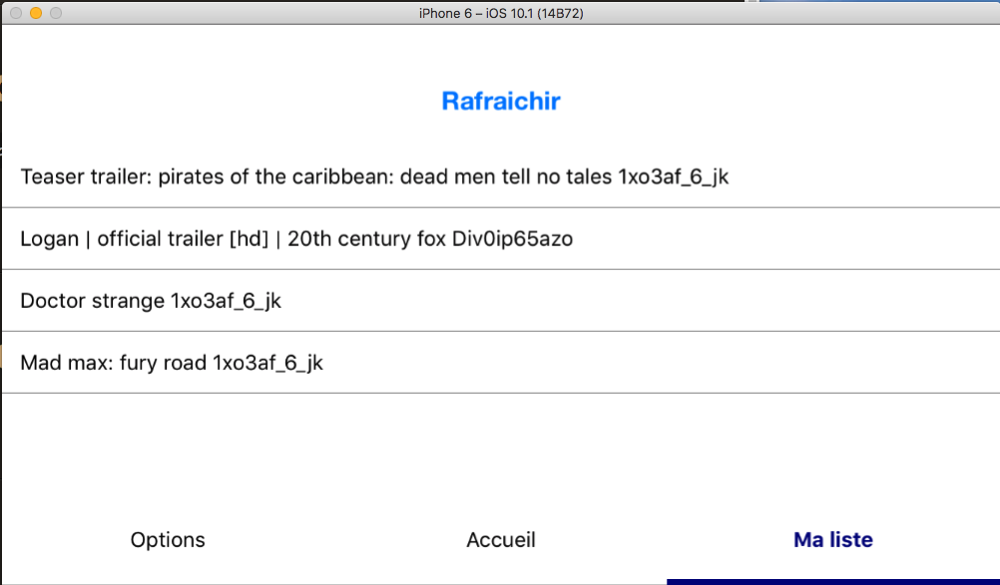 iPhone 6 – iOS 10.1 (14B72)
Rafraichir
Teaser trailer: pirates of the caribbean: dead men tell no tales 1xo3af_6_jk
Logan | official trailer [hd] | 20th century fox Div0ip65azo
Doctor strange 1xo3af_6_jk
Mad max: fury road 1xo3af_6_jk
Options Accueil Ma liste